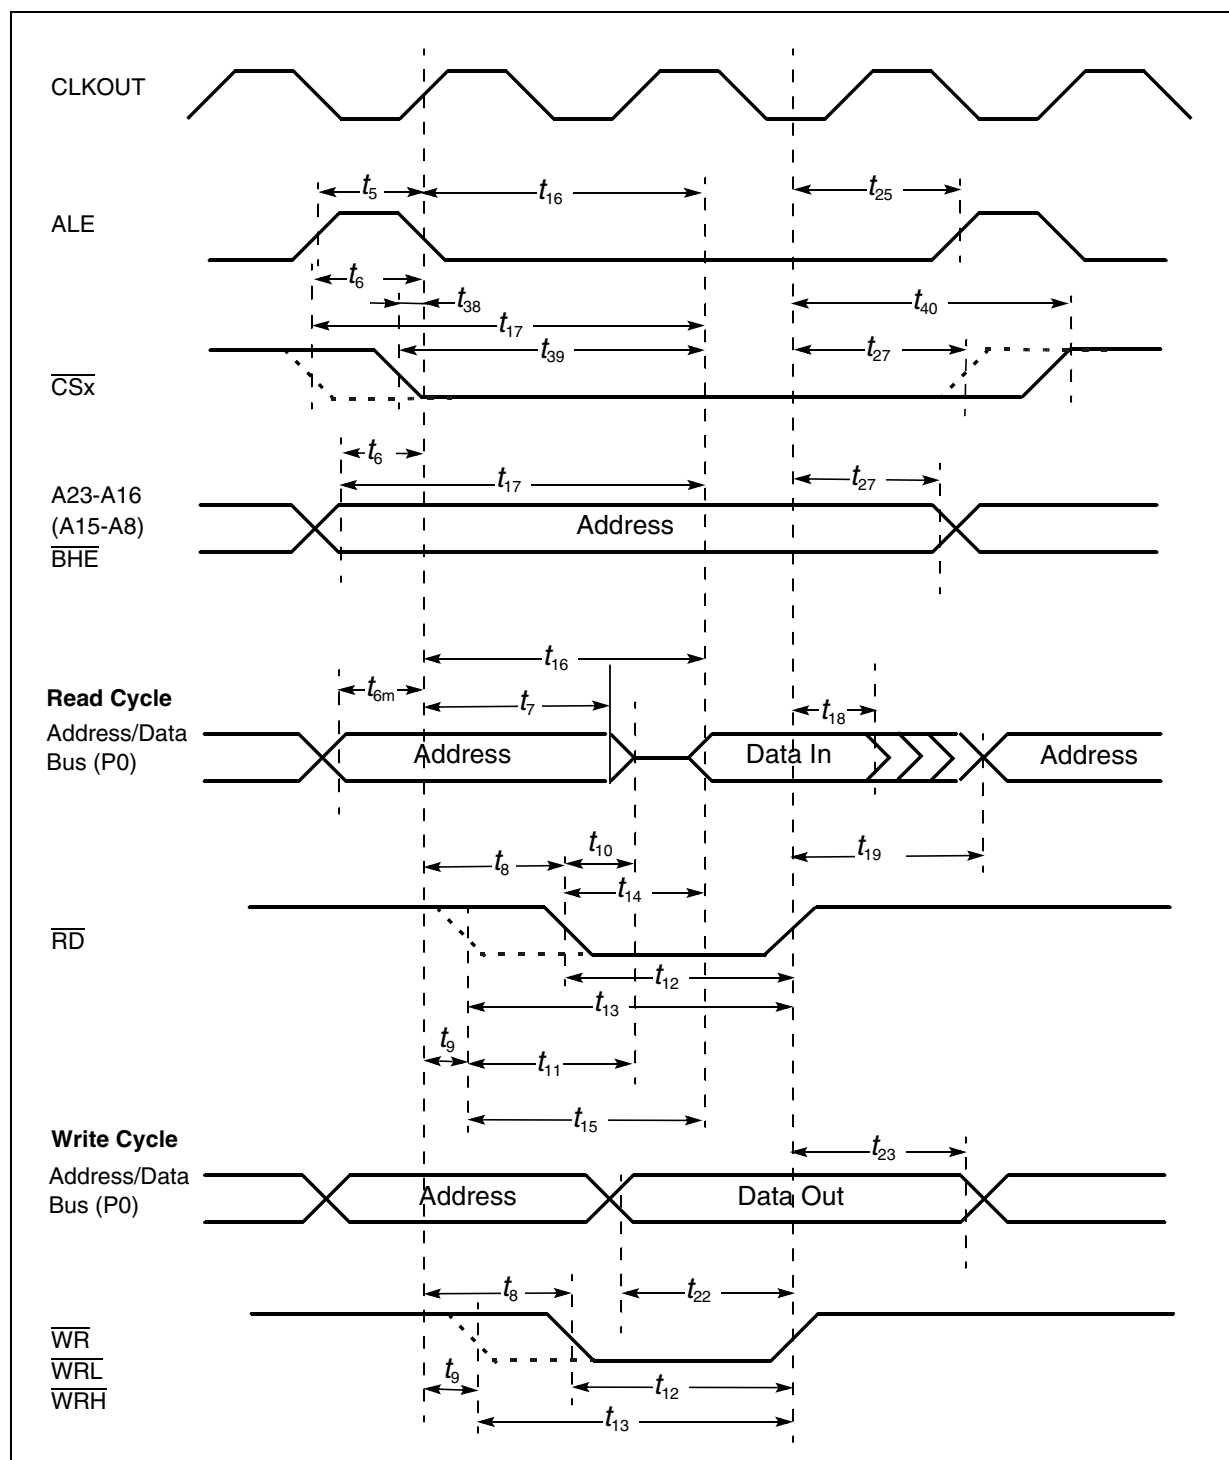 CLKOUT
t5
t16
t25
ALE
t6
t38
t40
t17
t39
t27
CSx
t6
t17
t27
A23-A16
(A15-A8)
Address
BHE
t16
Read Cycle
t6m
t7
t18
Address/Data
Bus (P0)
Address
Data In
Address
t10
t8
t19
t14
RD
t12
t13
t9
t11
t15
Write Cycle
t23
Address/Data
Bus (P0)
Address
Data Out
t8
t22
WR
WRL
WRH
t9
t12
t13